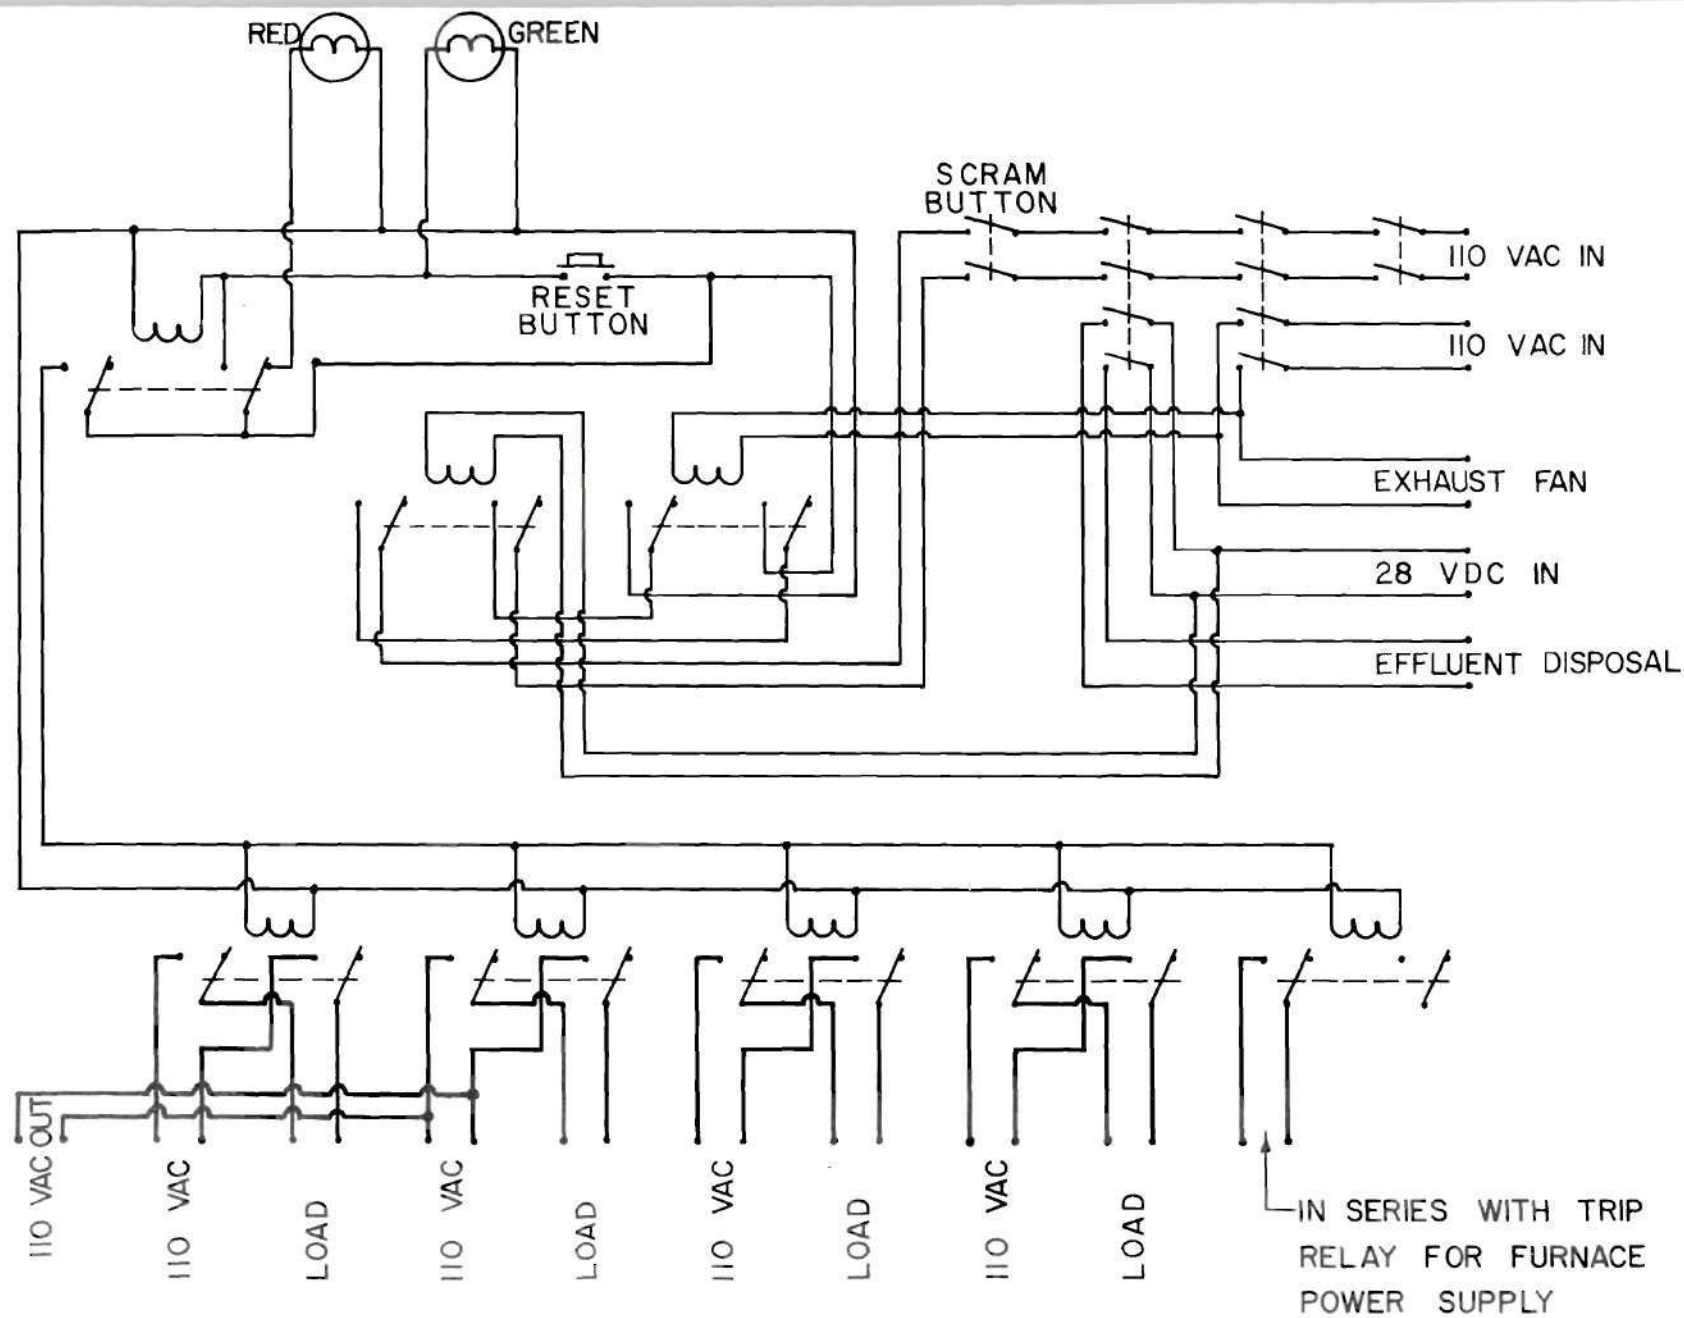 RED
GREEN
SCRAM
BUTTON
110 VAC IN
RESET
BUTTON
110 VAC IN
EXHAUST FAN
28 VDC IN
EFFLUENT DISPOSAL
110 VAC OUT
110 VAC
LOAD
110 VAC
LOAD
110 VAC
LOAD
110 VAC
LOAD
IN SERIES WITH TRIP
RELAY FOR FURNACE
POWER SUPPLY